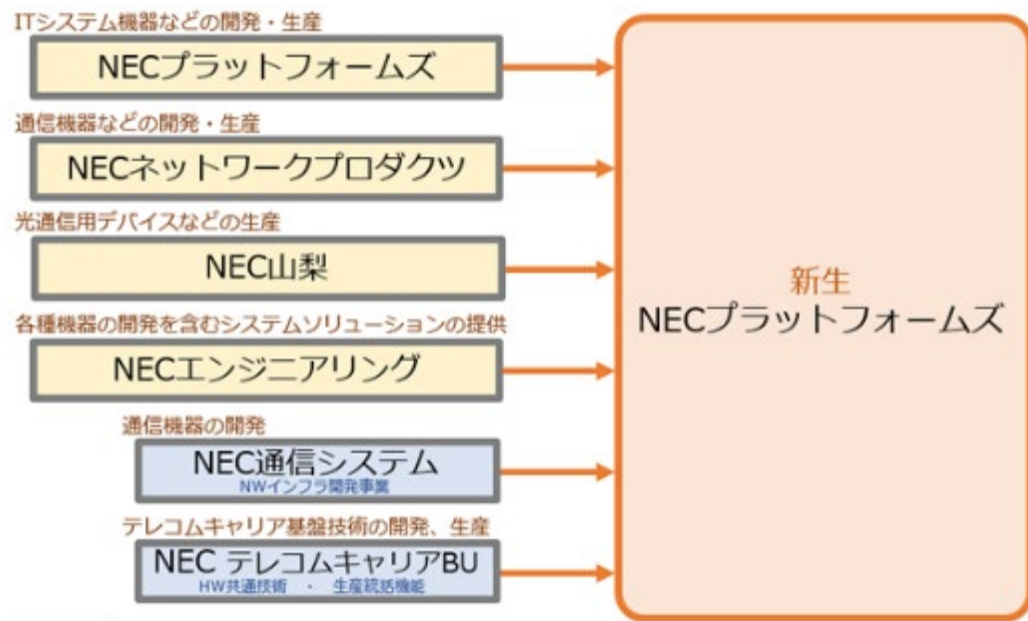 ITシステム機器などの開発・生産
NECプラットフォームズ
通信機器などの開発・生産
NECネットワークプロダクツ
光通信用デバイスなどの生産
NEC山梨
各種機器の開発を含むシステムソリューションの提供
NECエンジニアリング
通信機器の開発
NEC通信システム
NWインフラ開発事業
テレコムキャリア基盤技術の開発、生産
NEC テレコムキャリアBU
HW共通技術 ・ 生産統括機能
新生
NECプラットフォームズ